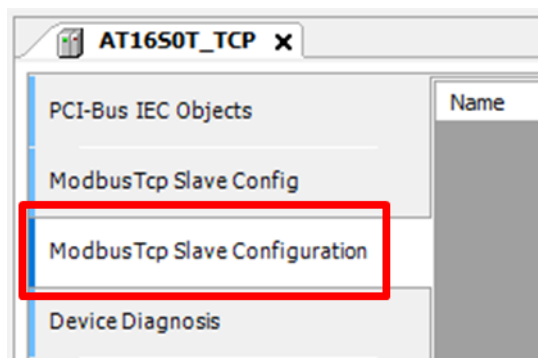 AT16S0T_TCP
PCI-Bus IEC Objects
Name
ModbusTcp Slave Config
ModbusTcp Slave Configuration
Device Diagnosis